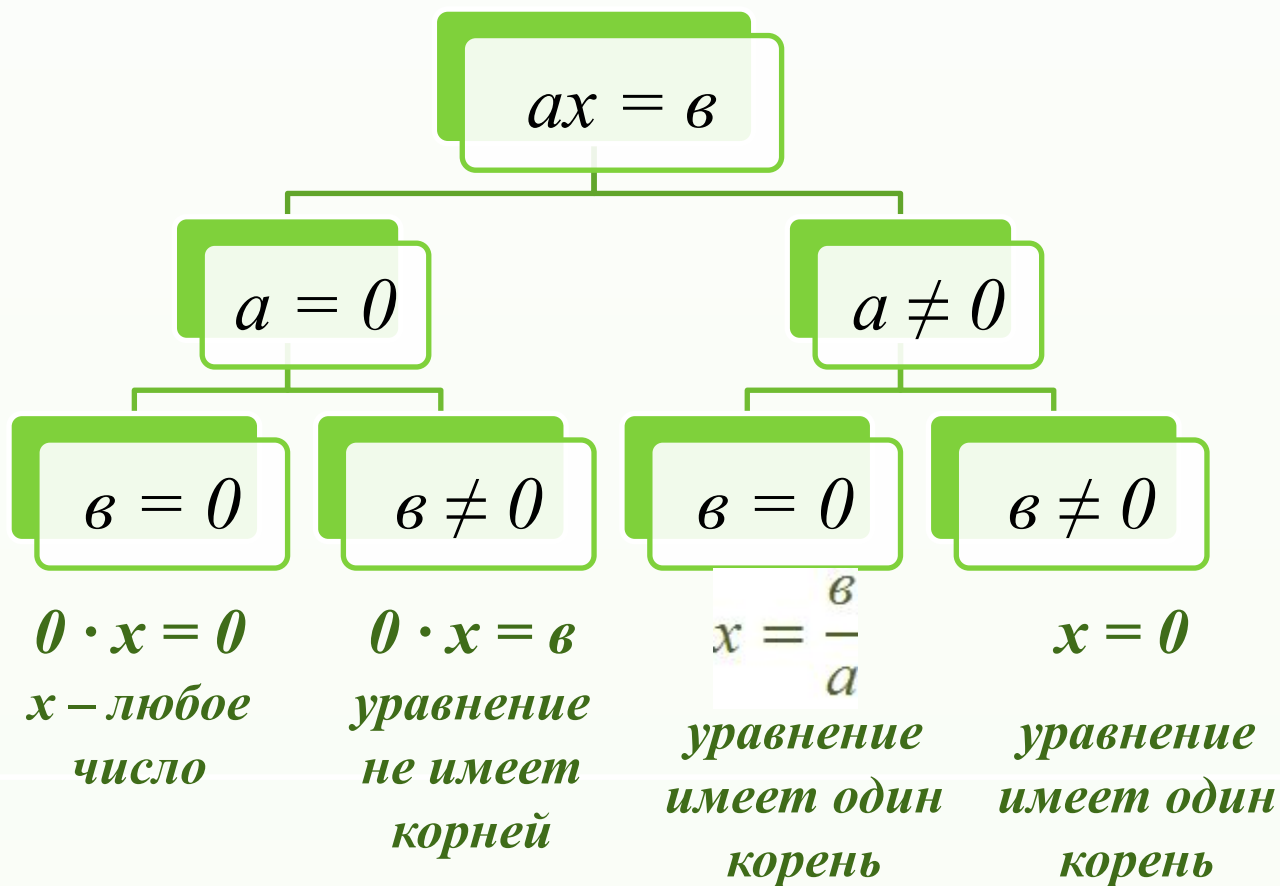 ах = в
а = 0
а ≠ 0
в = 0
в ≠ 0
в = 0
в ≠ 0
0 · х = 0
х – любое
число
0 · х = в
уравнение
не имеет
корней
x = в/a
уравнение
имеет один
корень
х = 0
уравнение
имеет один
корень